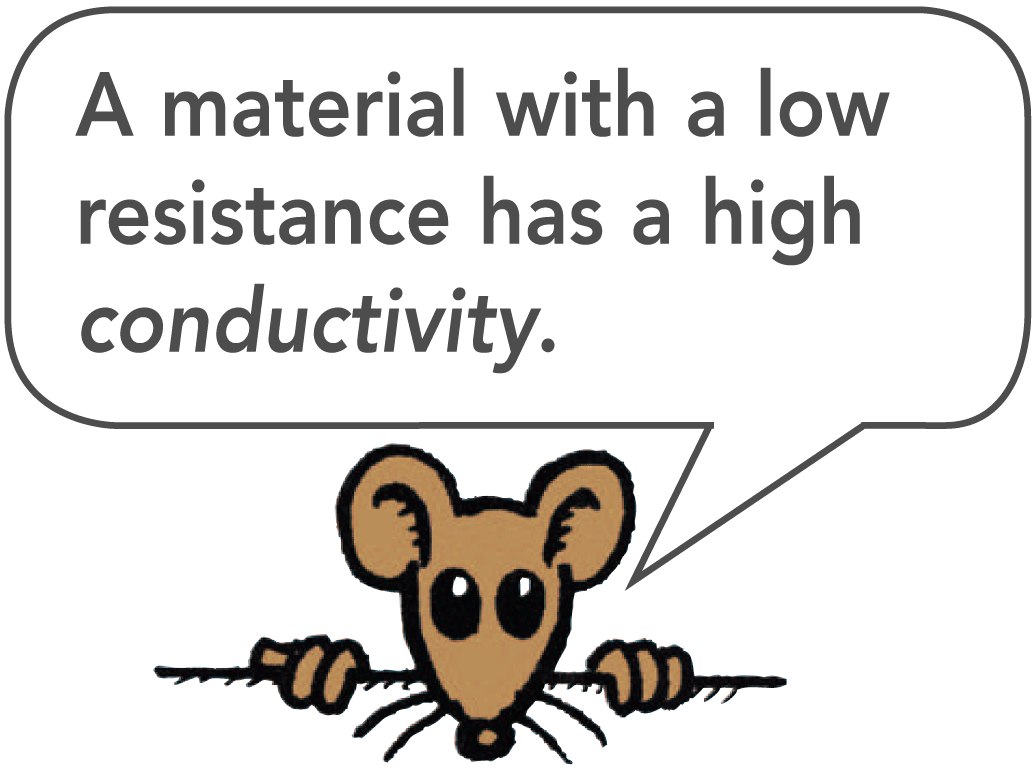 A material with a low
resistance has a high
conductivity.